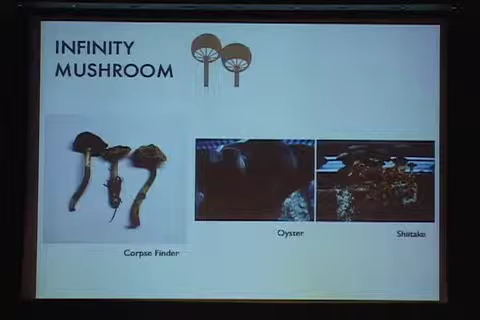 INFINITY
MUSHROOM
Corpse Finder
Oyster
Shiitake